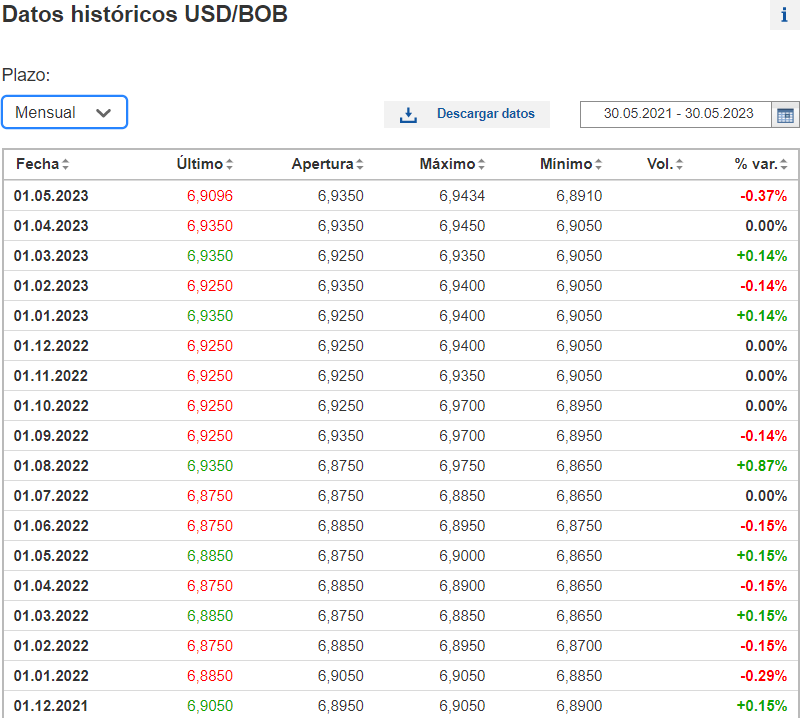 Datos históricos USD/BOB
i
Plazo:
Mensual
Descargar datos
30.05.2021 - 30.05.2023
Fecha Último Apertura Máximo Mínimo Vol. % var.
01.05.2023 6,9096 6,9350 6,9434 6,8910 -0.37%
01.04.2023 6,9350 6,9350 6,9450 6,9050 0.00%
01.03.2023 6,9350 6,9250 6,9350 6,9050 +0.14%
01.02.2023 6,9250 6,9350 6,9400 6,9050 -0.14%
01.01.2023 6,9350 6,9250 6,9400 6,9050 +0.14%
01.12.2022 6,9250 6,9250 6,9400 6,9050 0.00%
01.11.2022 6,9250 6,9250 6,9350 6,9050 0.00%
01.10.2022 6,9250 6,9250 6,9700 6,8950 0.00%
01.09.2022 6,9250 6,9350 6,9700 6,8950 -0.14%
01.08.2022 6,9350 6,8750 6,9750 6,8650 +0.87%
01.07.2022 6,8750 6,8750 6,8850 6,8650 0.00%
01.06.2022 6,8750 6,8850 6,8950 6,8750 -0.15%
01.05.2022 6,8850 6,8750 6,9000 6,8650 +0.15%
01.04.2022 6,8750 6,8850 6,8900 6,8650 -0.15%
01.03.2022 6,8850 6,8750 6,8850 6,8650 +0.15%
01.02.2022 6,8750 6,8850 6,8950 6,8700 -0.15%
01.01.2022 6,8850 6,9050 6,9050 6,8850 -0.29%
01.12.2021 6,9050 6,8950 6,9050 6,8900 +0.15%